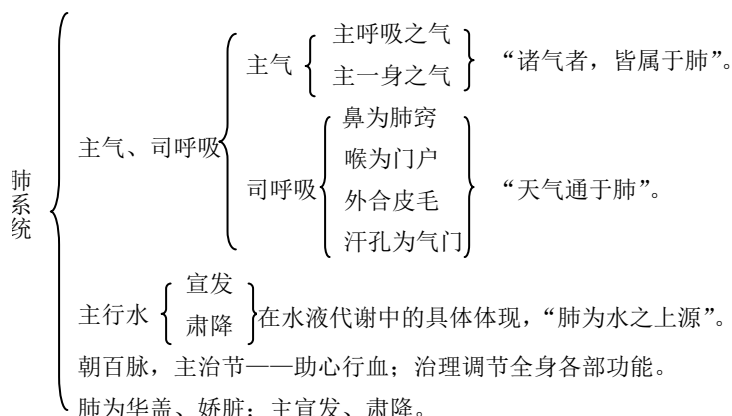 肺系统
主气、司呼吸
主气
主呼吸之气
主一身之气
“诸气者，皆属于肺”。
司呼吸
鼻为肺窍
喉为门户
外合皮毛
汗孔为气门
“天气通于肺”。
主行水
宣发
肃降
在水液代谢中的具体体现，“肺为水之上源”。
朝百脉，主治节——助心行血；治理调节全身各部功能。
肺为华盖、娇脏；主宣发、肃降。